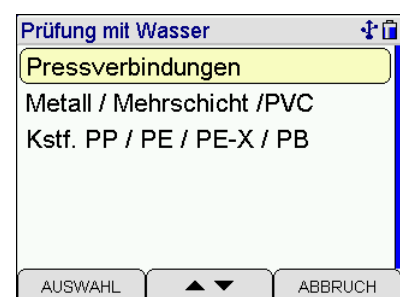 Prüfung mit Wasser
Pressverbindungen
Metall / Mehrschicht /PVC
Kstf. PP / PE / PE-X / PB
AUSWAHL ▲ ▼ ABBRUCH